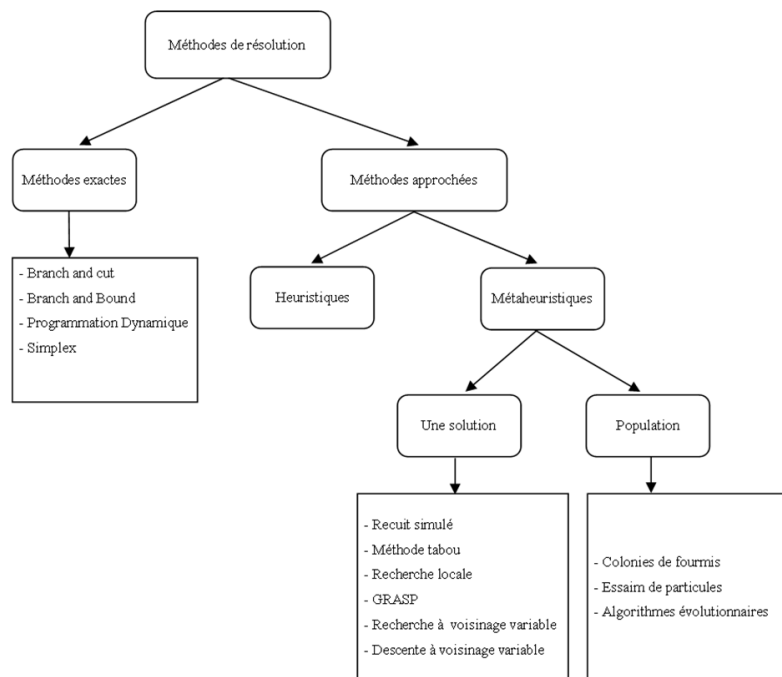 Méthodes de résolution
Méthodes exactes
Méthodes approchées
- Branch and cut
- Branch and Bound
- Programmation Dynamique
- Simplex
Heuristiques
Métaheuristiques
Une solution
Population
- Recuit simulé
- Méthode tabou
- Recherche locale
- GRASP
- Recherche à voisinage variable
- Descente à voisinage variable
- Colonies de fourmis
- Essaim de particules
- Algorithmes évolutionnaires